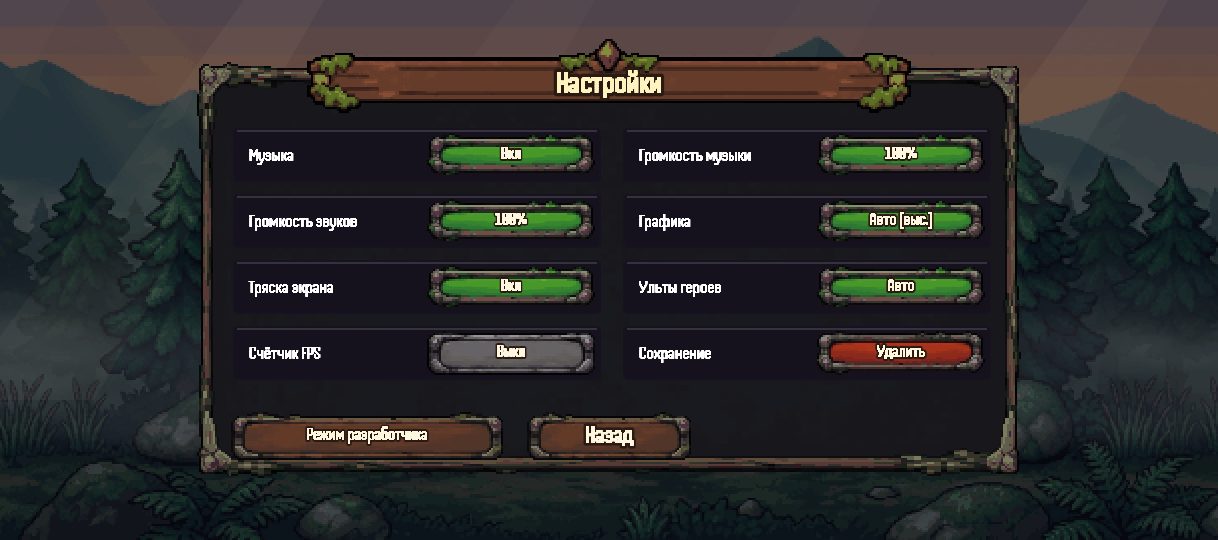 Настройки
Музыка
Вкл
Громкость музыки
100%
Громкость звуков
100%
Графика
Авто [выс.]
Тряска экрана
Вкл
Ульты героев
Авто
Счётчик FPS
Выкл
Сохранение
Удалить
Режим разработчика
Назад